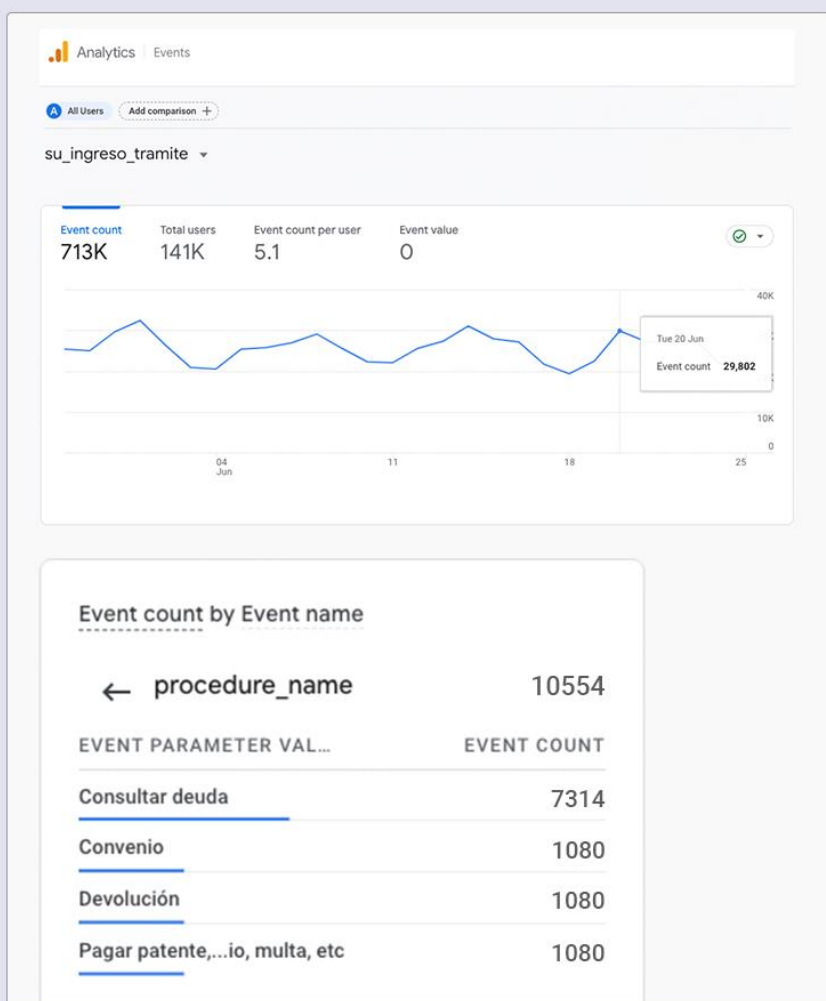 Analytics Events
A All Users Add comparison +
su_ingreso_tramite
Event count Total users Event count per user Event value
713K 141K 5.1 0
40K
Tue 20 Jun
Event count 29,802
10K
0
04 11 18 25
Jun
Event count by Event name
← procedure_name 10554
EVENT PARAMETER VAL... EVENT COUNT
Consultar deuda 7314
Convenio 1080
Devolución 1080
Pagar patente,...io, multa, etc 1080